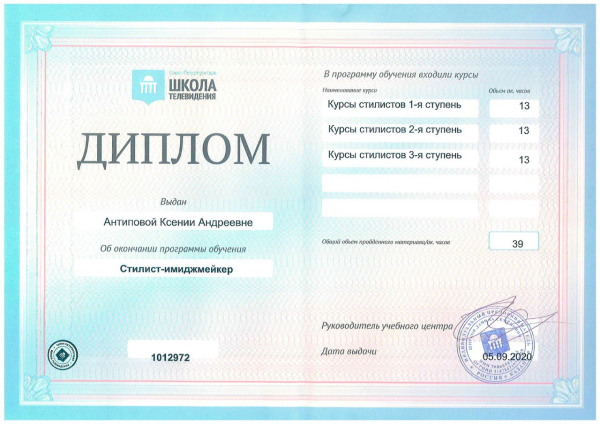 Санкт-Петербургская
ШКОЛА
ТЕЛЕВИДЕНИЯ
ДИПЛОМ
Выдан
Антиповой Ксении Андреевне
Об окончании программы обучения
Стилист-имиджмейкер
1012972
В программу обучения входили курсы
Наименование курса Объем ак. часов
Курсы стилистов 1-я ступень 13
Курсы стилистов 2-я ступень 13
Курсы стилистов 3-я ступень 13
Общий объем пройденного материала/ак. часов 39
Руководитель учебного центра
Дата выдачи 05.09.2020
РОССИЯ